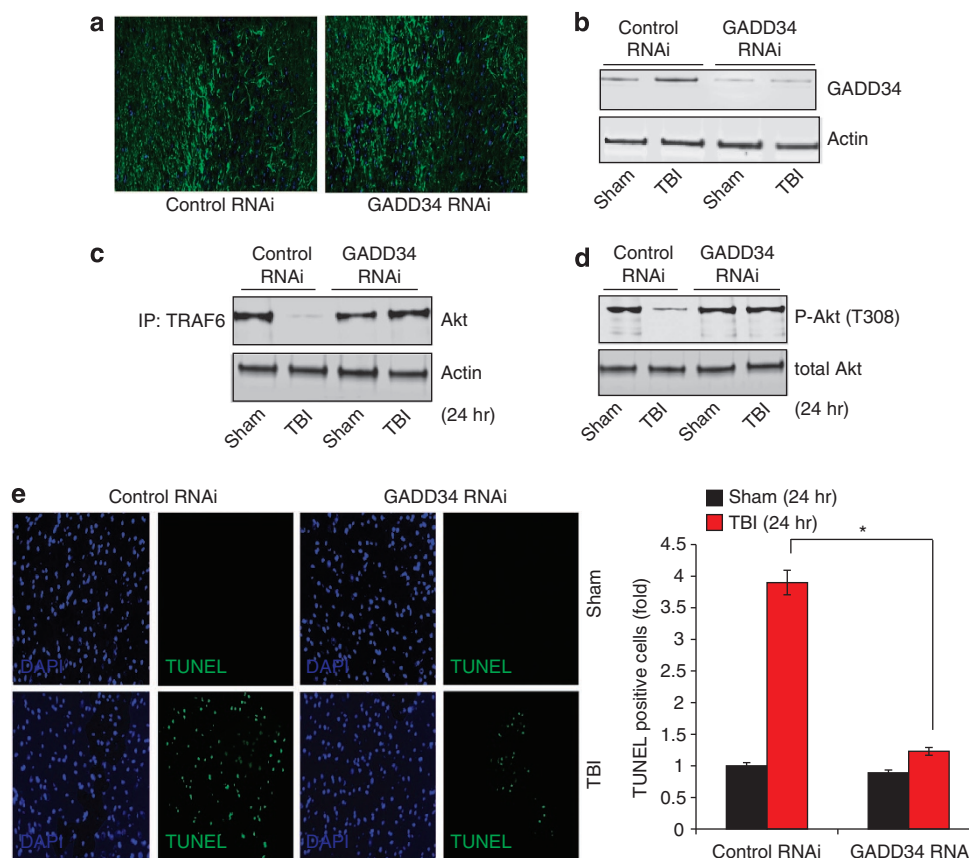 a
Control RNAi
GADD34 RNAi
b
Control
RNAi
GADD34
RNAi
GADD34
Actin
Sham
TBI
Sham
TBI
c
Control
RNAi
GADD34
RNAi
IP: TRAF6
Akt
Actin
(24 hr)
Sham
TBI
Sham
TBI
d
Control
RNAi
GADD34
RNAi
P-Akt (T308)
total Akt
(24 hr)
Sham
TBI
Sham
TBI
e
Control RNAi
GADD34 RNAi
DAPI
TUNEL
DAPI
TUNEL
Sham
DAPI
TUNEL
DAPI
TUNEL
TBI
Sham (24 hr)
TBI (24 hr)
*
TUNEL positive cells (fold)
4.5
4
3.5
3
2.5
2
1.5
1
0.5
0
Control RNAi
GADD34 RNA